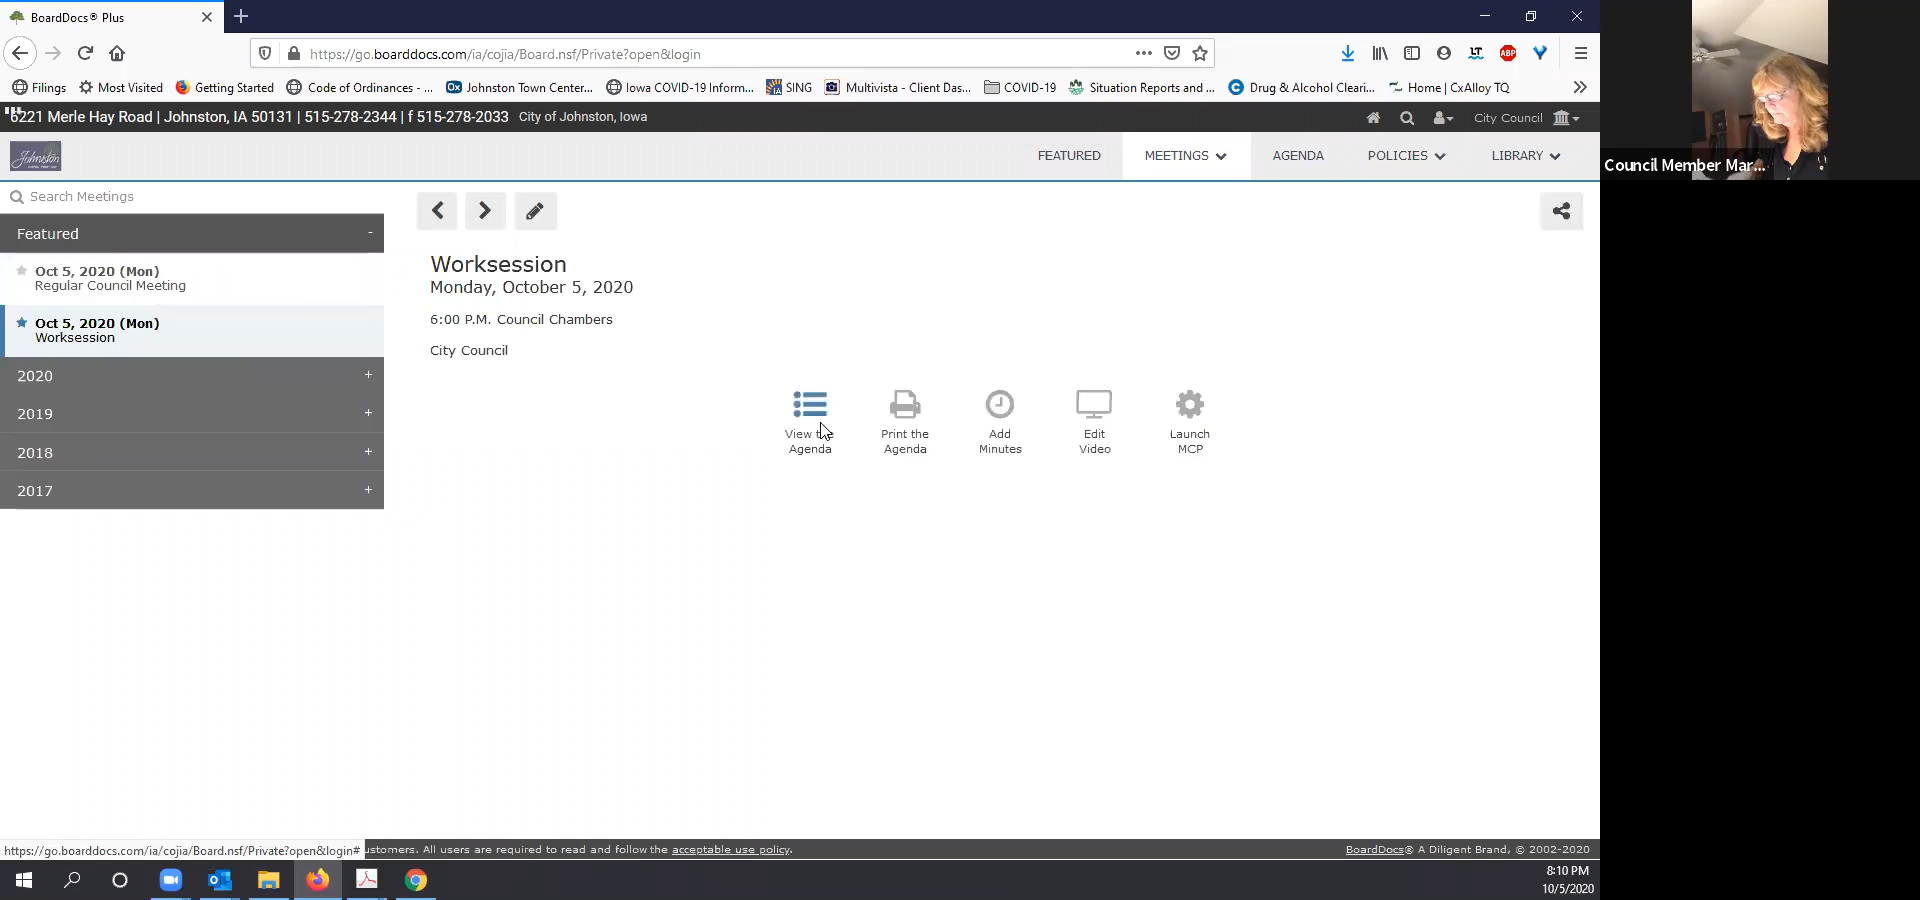 BoardDocs® Plus
https://go.boarddocs.com/ia/cojia/Board.nsf/Private?open&login
Filings
Most Visited
Getting Started
Code of Ordinances - ...
Johnston Town Center...
Iowa COVID-19 Inform...
SING
Multivista - Client Das...
COVID-19
Situation Reports and ...
Drug & Alcohol Cleari...
Home | CxAlloy TQ
6221 Merle Hay Road | Johnston, IA 50131 | 515-278-2344 | f 515-278-2033
City of Johnston, Iowa
City Council
Johnston
FEATURED
MEETINGS
AGENDA
POLICIES
LIBRARY
Search Meetings
Featured -
Oct 5, 2020 (Mon)
Regular Council Meeting
Oct 5, 2020 (Mon)
Worksession
2020 +
2019 +
2018 +
2017 +
Worksession
Monday, October 5, 2020
6:00 P.M. Council Chambers
City Council
View
Agenda
Print the
Agenda
Add
Minutes
Edit
Video
Launch
MCP
Council Member Mar...
https://go.boarddocs.com/ia/cojia/Board.nsf/Private?open&login#
ustomers. All users are required to read and follow the acceptable use policy.
BoardDocs® A Diligent Brand, © 2002-2020
8:10 PM
10/5/2020